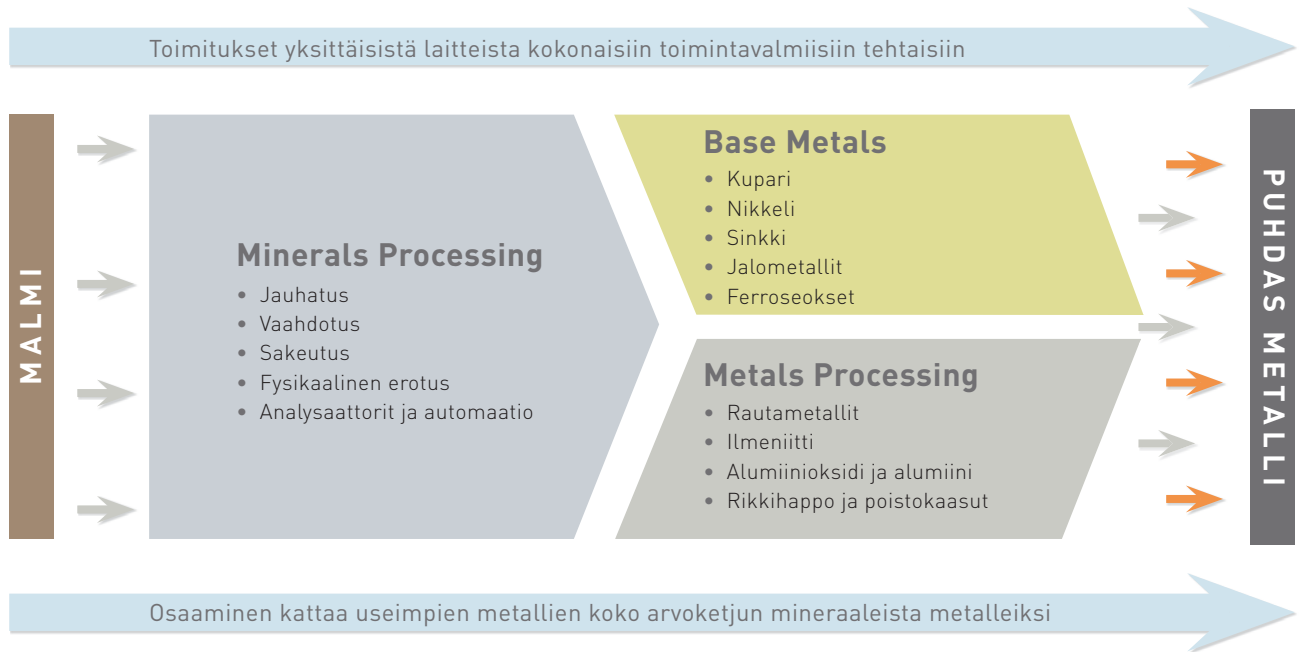 Toimitukset yksittäisistä laitteista kokonaisiin toimintavalmiisiin tehtaisiin
MALMI
Minerals Processing
• Jauhatus
• Vaahdotus
• Sakeutus
• Fysikaalinen erotus
• Analysaattorit ja automaatio
Base Metals
• Kupari
• Nikkeli
• Sinkki
• Jalometallit
• Ferroseokset
Metals Processing
• Rautametallit
• Ilmeniitti
• Alumiinioksidi ja alumiini
• Rikkihappo ja poistokaasut
PUHDAS METALLI
Osaaminen kattaa useimpien metallien koko arvoketjun mineraaleista metalleiksi